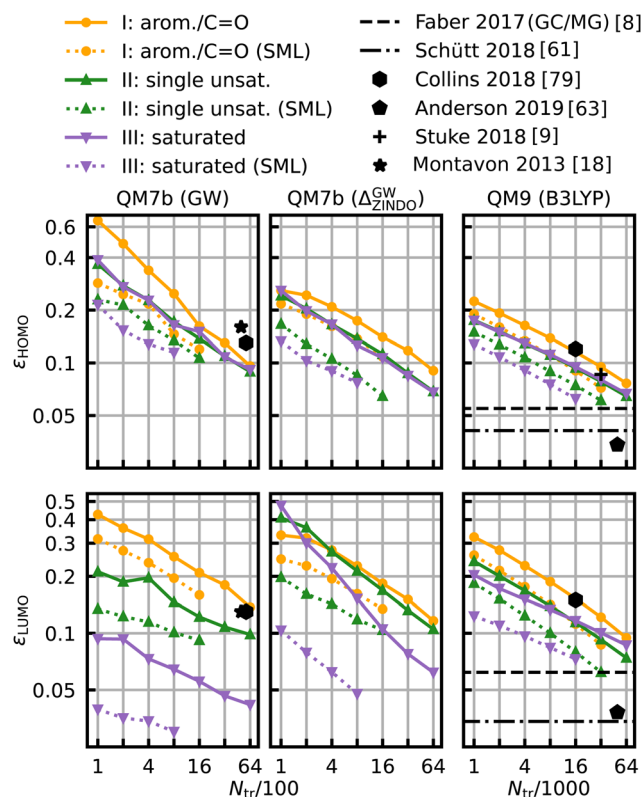 I: arom./C=O
I: arom./C=O (SML)
II: single unsat.
II: single unsat. (SML)
III: saturated
III: saturated (SML)
Faber 2017 (GC/MG) [8]
Schütt 2018 [61]
Collins 2018 [79]
Anderson 2019 [63]
Stuke 2018 [9]
Montavon 2013 [18]
QM7b (GW)
QM7b (Δ^GW_ZINDO)
QM9 (B3LYP)
0.6
0.4
0.2
0.1
0.05
ε_HOMO
0.5
0.4
0.3
0.2
0.1
0.05
ε_LUMO
1 4 16 64
1 4 16 64
1 4 16 64
N_tr/100
N_tr/1000